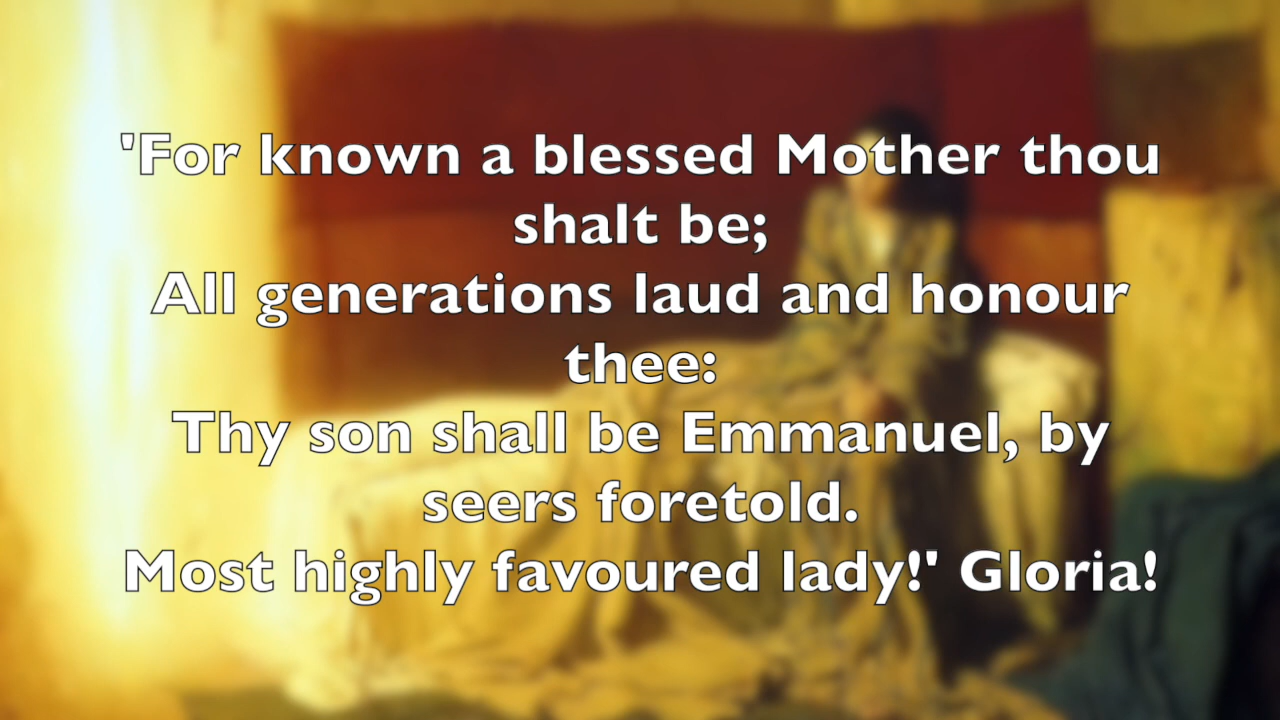 'For known a blessed Mother thou
shalt be;
All generations laud and honour
thee:
Thy son shall be Emmanuel, by
seers foretold.
Most highly favoured lady!' Gloria!